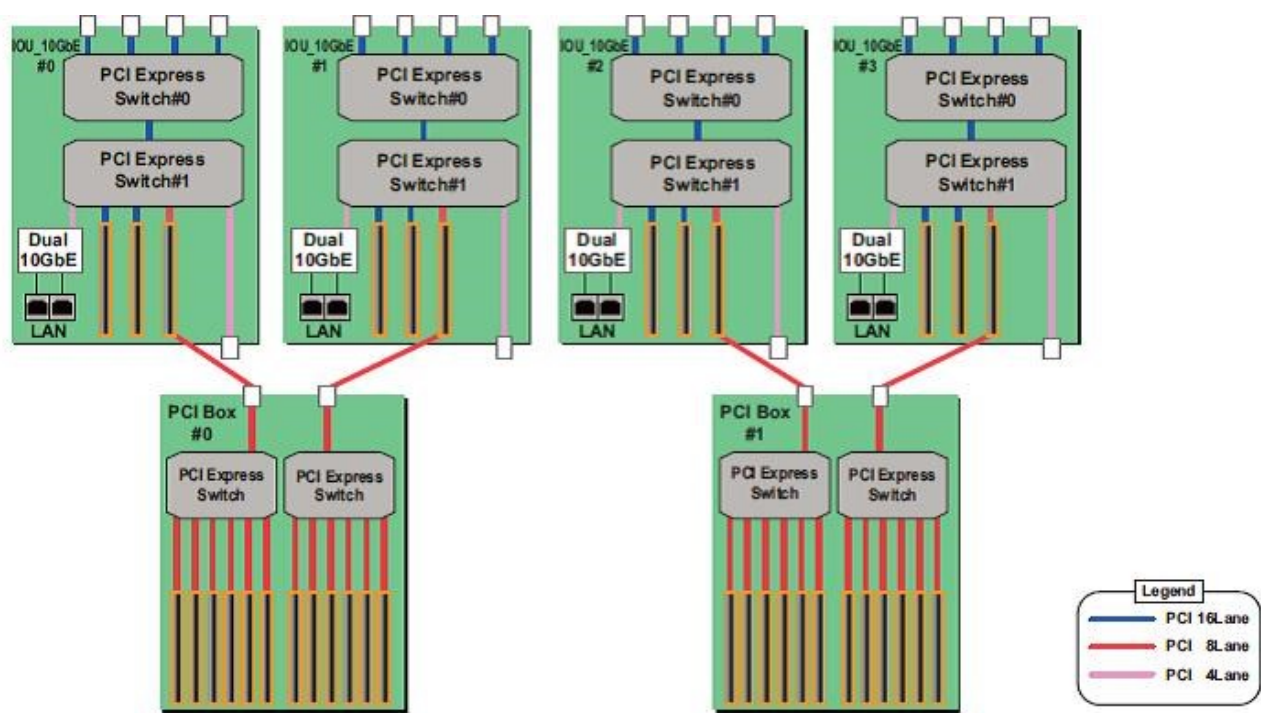 IOU_10GbE
#0
PCI Express
Switch#0
PCI Express
Switch#1
Dual
10GbE
LAN
IOU_10GbE
#1
PCI Express
Switch#0
PCI Express
Switch#1
Dual
10GbE
LAN
IOU_10GbE
#2
PCI Express
Switch#0
PCI Express
Switch#1
Dual
10GbE
LAN
IOU_10GbE
#3
PCI Express
Switch#0
PCI Express
Switch#1
Dual
10GbE
LAN
PCI Box
#0
PCI Express
Switch
PCI Express
Switch
PCI Box
#1
PCI Express
Switch
PCI Express
Switch
Legend
PCI 16Lane
PCI 8Lane
PCI 4Lane